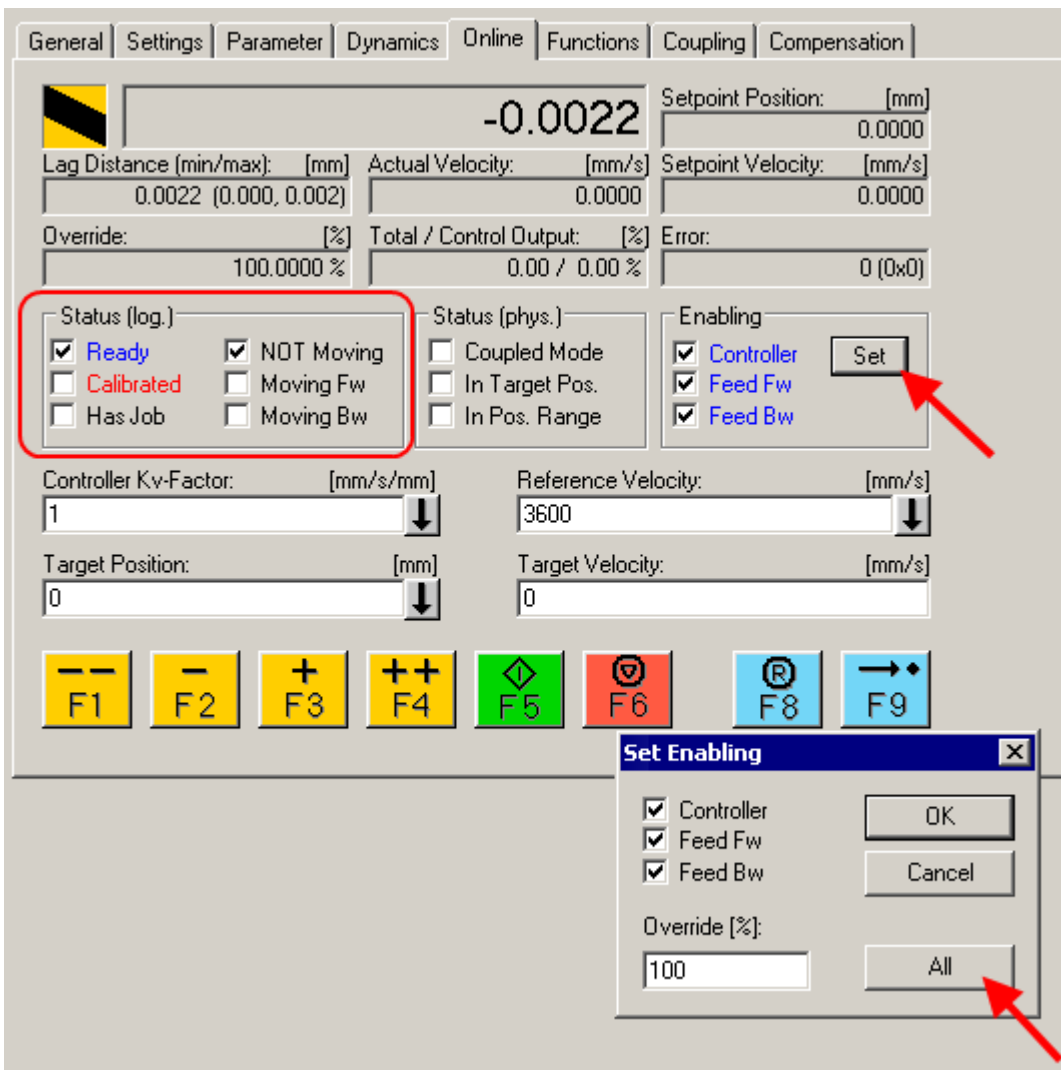 General Settings Parameter Dynamics Online Functions Coupling Compensation
-0.0022
Setpoint Position: [mm]
0.0000
Lag Distance (min/max): [mm] Actual Velocity: [mm/s] Setpoint Velocity: [mm/s]
0.0022 (0.000, 0.002) 0.0000 0.0000
Override: [%] Total / Control Output: [%] Error:
100.0000 % 0.00 / 0.00 % 0 (0x0)
Status (log.) Status (phys.) Enabling
Ready NOT Moving Coupled Mode Controller Set
Calibrated Moving Fw In Target Pos. Feed Fw
Has Job Moving Bw In Pos. Range Feed Bw
Controller Kv-Factor: [mm/s/mm] Reference Velocity: [mm/s]
1 3600
Target Position: [mm] Target Velocity: [mm/s]
0 0
-- - + ++ R
F1 F2 F3 F4 F5 F6 F8 F9
Set Enabling
Controller OK
Feed Fw
Feed Bw Cancel
Override [%]:
100 All